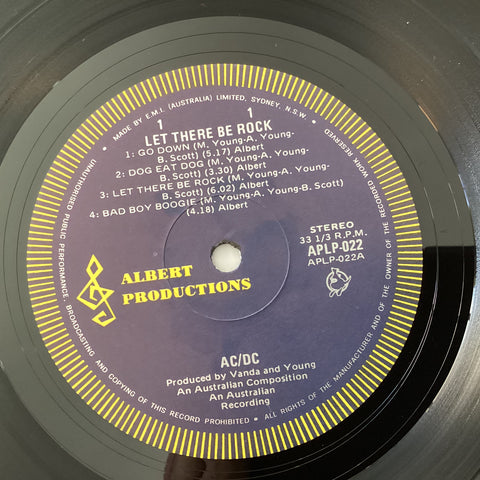 MADE BY E.M.I. (AUSTRALIA) LIMITED, SYDNEY, N.S.W. •
1 1
LET THERE BE ROCK
1: GO DOWN (M. Young-A. Young-
B. Scott) (5.17) Albert
2: DOG EAT DOG (M. Young-A. Young-
B. Scott) (3.30) Albert
3: LET THERE BE ROCK (M. Young-A. Young-
B. Scott) (6.02) Albert
4: BAD BOY BOOGIE (M. Young-A. Young-B. Scott)
(4.18) Albert
STEREO
33 1/3 R.P.M.
APLP-022
APLP-022A
ALBERT
PRODUCTIONS
AC/DC
Produced by Vanda and Young
An Australian Composition
An Australian
Recording
UNAUTHORISED PUBLIC PERFORMANCE, BROADCASTING AND COPYING OF THIS RECORD PROHIBITED • ALL RIGHTS OF THE MANUFACTURER AND OF THE OWNER OF THE RECORDED WORK RESERVED